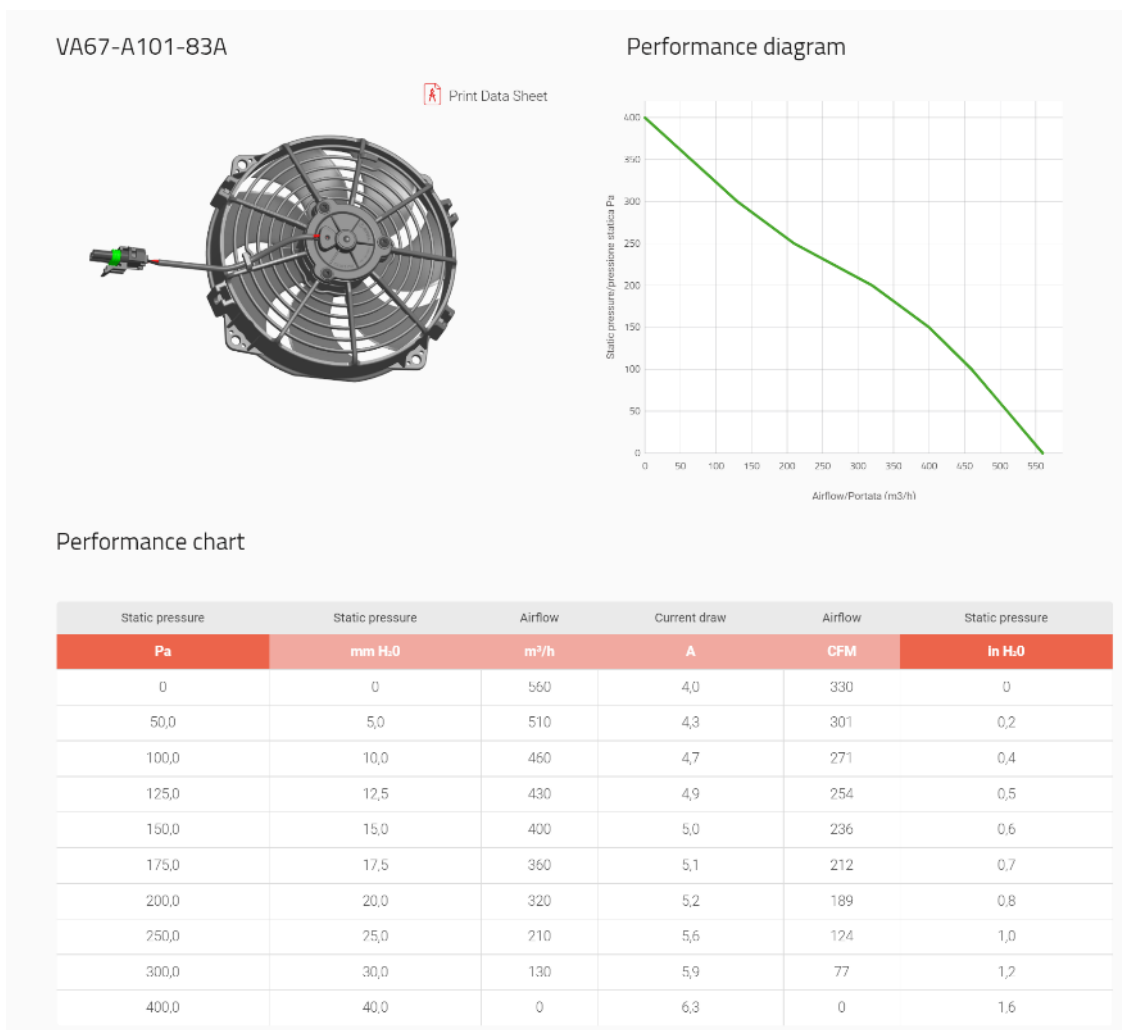 VA67-A101-83A
Print Data Sheet
Performance diagram
Static pressure/pressione statica Pa
400
350
300
250
200
150
100
50
0
0 50 100 150 200 250 300 350 400 450 500 550
Airflow/Portata (m3/h)
Performance chart
Static pressure Static pressure Airflow Current draw Airflow Static pressure
Pa mm H₂0 m³/h A CFM In H₂0
0 0 560 4,0 330 0
50,0 5,0 510 4,3 301 0,2
100,0 10,0 460 4,7 271 0,4
125,0 12,5 430 4,9 254 0,5
150,0 15,0 400 5,0 236 0,6
175,0 17,5 360 5,1 212 0,7
200,0 20,0 320 5,2 189 0,8
250,0 25,0 210 5,6 124 1,0
300,0 30,0 130 5,9 77 1,2
400,0 40,0 0 6,3 0 1,6